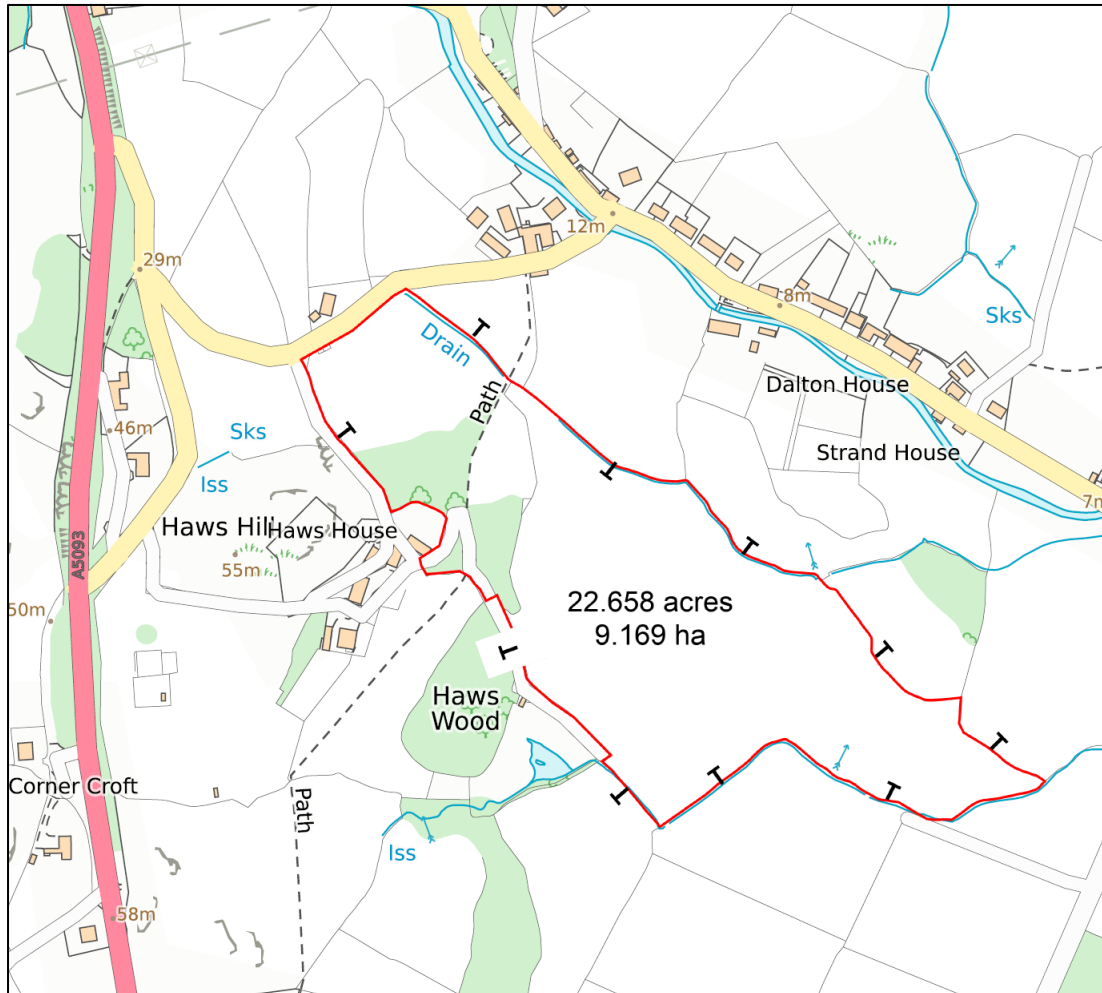 12m
29m
Drain
8m
Sks
Path
Dalton House
46m
Sks
Strand House
Iss
7m
Haws Hill
Haws House
A5093
55m
50m
22.658 acres
9.169 ha
Haws
Wood
Corner Croft
Path
Iss
58m